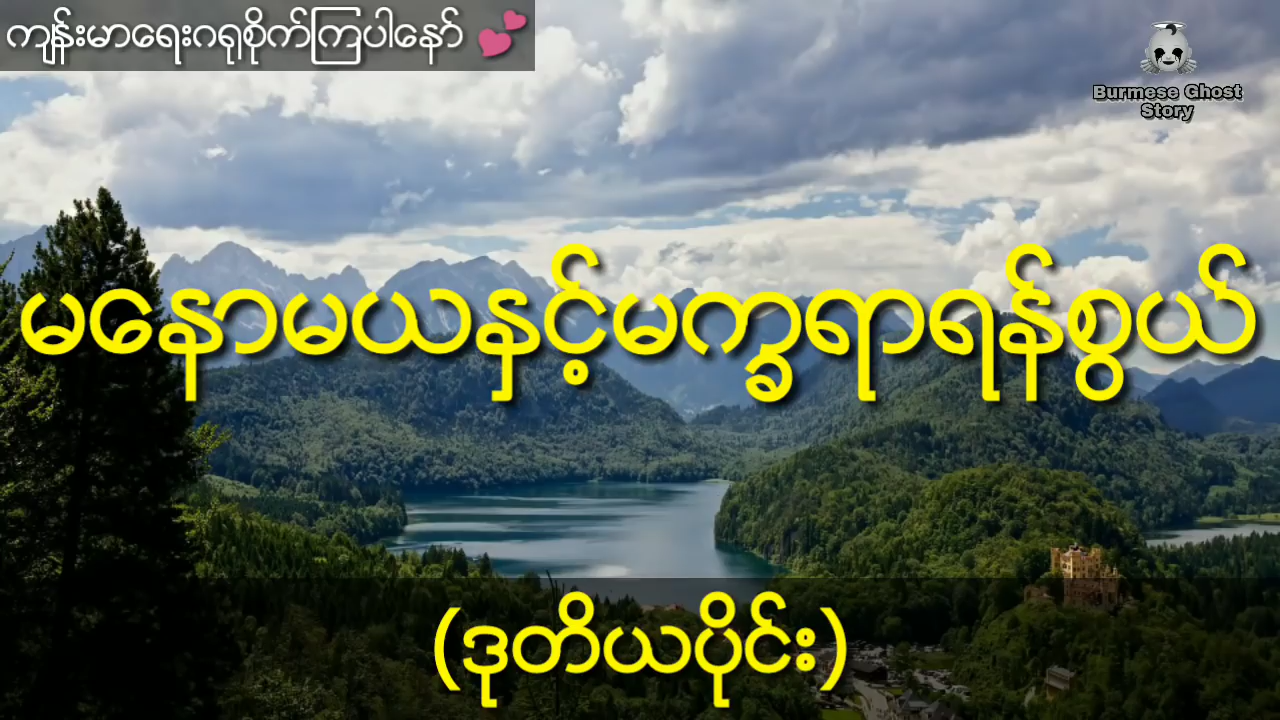 ကျန်းမာရေးဂရုစိုက်ကြပါနော် 💕
Burmese Ghost
Story
မနောမယနှင့်မက္ခရာရန်စွယ်
(ဒုတိယပိုင်း)